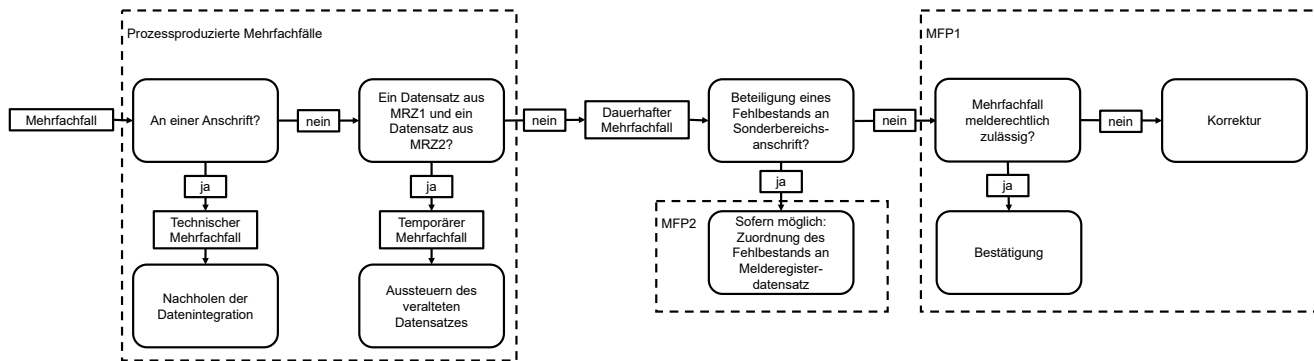 Prozessproduzierte Mehrfachfälle
Mehrfachfall
An einer Anschrift?
nein
Ein Datensatz aus
MRZ1 und ein
Datensatz aus
MRZ2?
nein
Dauerhafter
Mehrfachfall
Beteiligung eines
Fehlbestands an
Sonderbereichs-
anschrift?
nein
MFP1
Mehrfachfall
melderechtlich
zulässig?
nein
Korrektur
ja
Technischer
Mehrfachfall
Nachholen der
Datenintegration
ja
Temporärer
Mehrfachfall
Aussteuern des
veralteten
Datensatzes
ja
MFP2
Sofern möglich:
Zuordnung des
Fehlbestands an
Melderegister-
datensatz
ja
Bestätigung